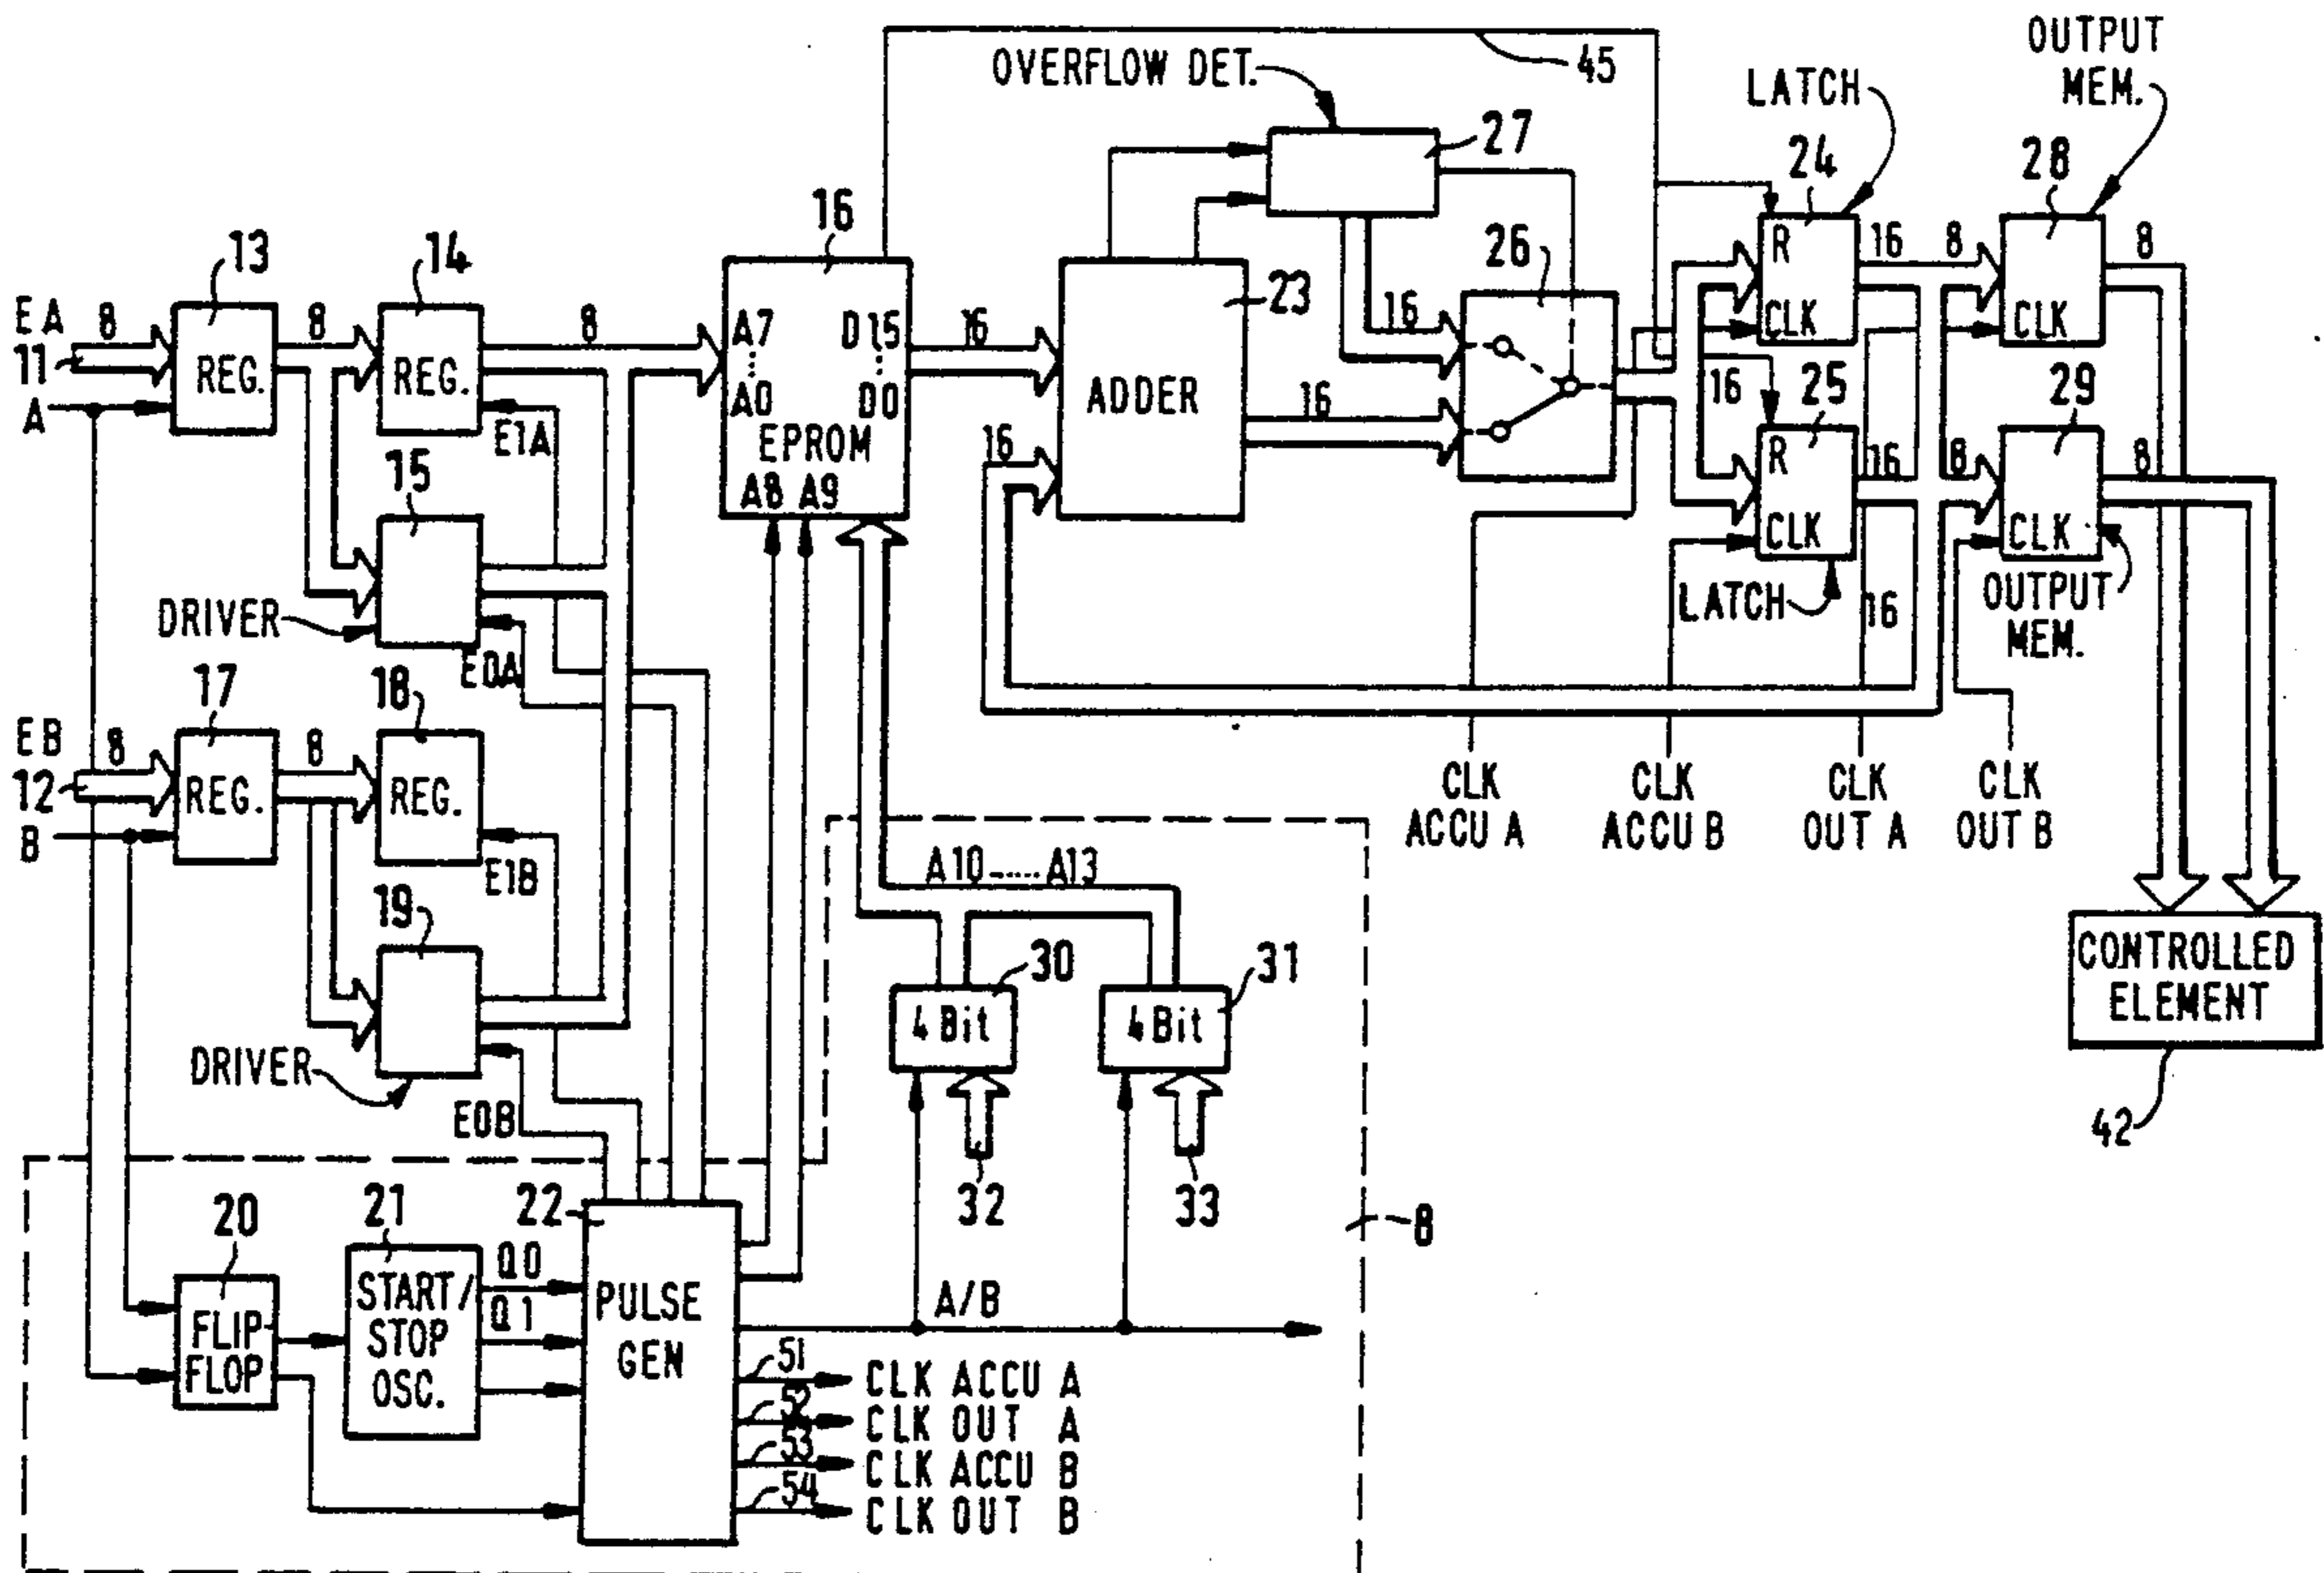 OVERFLOW DET.
45
OUTPUT
MEM.
LATCH
27
24
28
16
26
13
14
23
R
16
8
8
CLK
CLK
EA
8
8
8
11
REG.
REG.
A
E1A
A7
D15
A0
D0
EPROM
A8 A9
16
ADDER
16
16
16
16
25
29
R
16
8
8
CLK
CLK
LATCH
16
OUTPUT
MEM.
15
DRIVER
E0A
17
18
EB
8
8
12
REG.
REG.
B
E1B
CLK
ACCU A
CLK
ACCU B
CLK
OUT A
CLK
OUT B
19
DRIVER
E0B
A10 ..... A13
30
31
4 Bit
4 Bit
32
33
CONTROLLED
ELEMENT
42
8
20
21
22
FLIP-
FLOP
START/
STOP
OSC.
Q0
Q1
PULSE
GEN
A/B
51
CLK ACCU A
52
CLK OUT A
53
CLK ACCU B
54
CLK OUT B